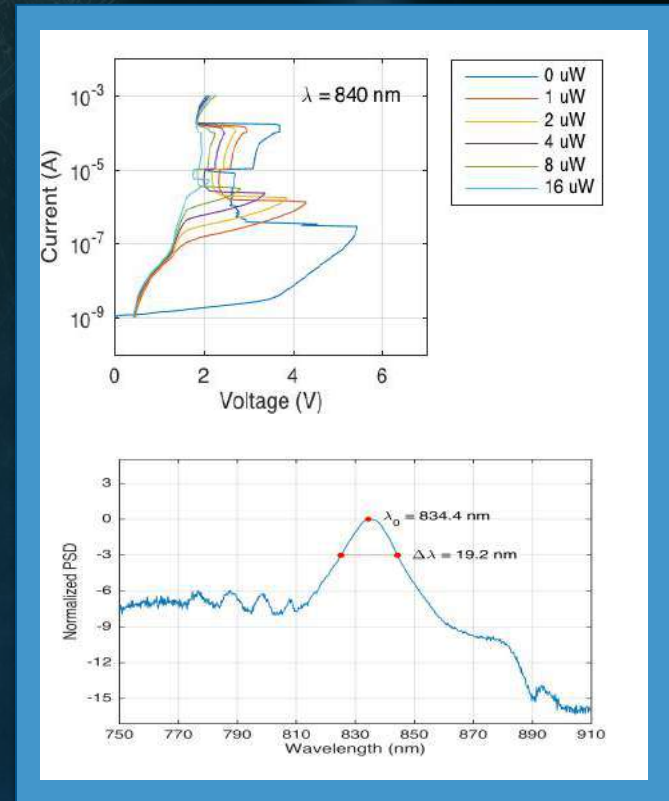 λ = 840 nm
10⁻³
10⁻⁵
10⁻⁷
10⁻⁹
Current (A)
0 2 4 6
Voltage (V)
0 uW
1 uW
2 uW
4 uW
8 uW
16 uW
3
0
-3
-6
-9
-12
-15
Normalized PSD
λ₀ = 834.4 nm
Δλ = 19.2 nm
750 770 790 810 830 850 870 890 910
Wavelength (nm)